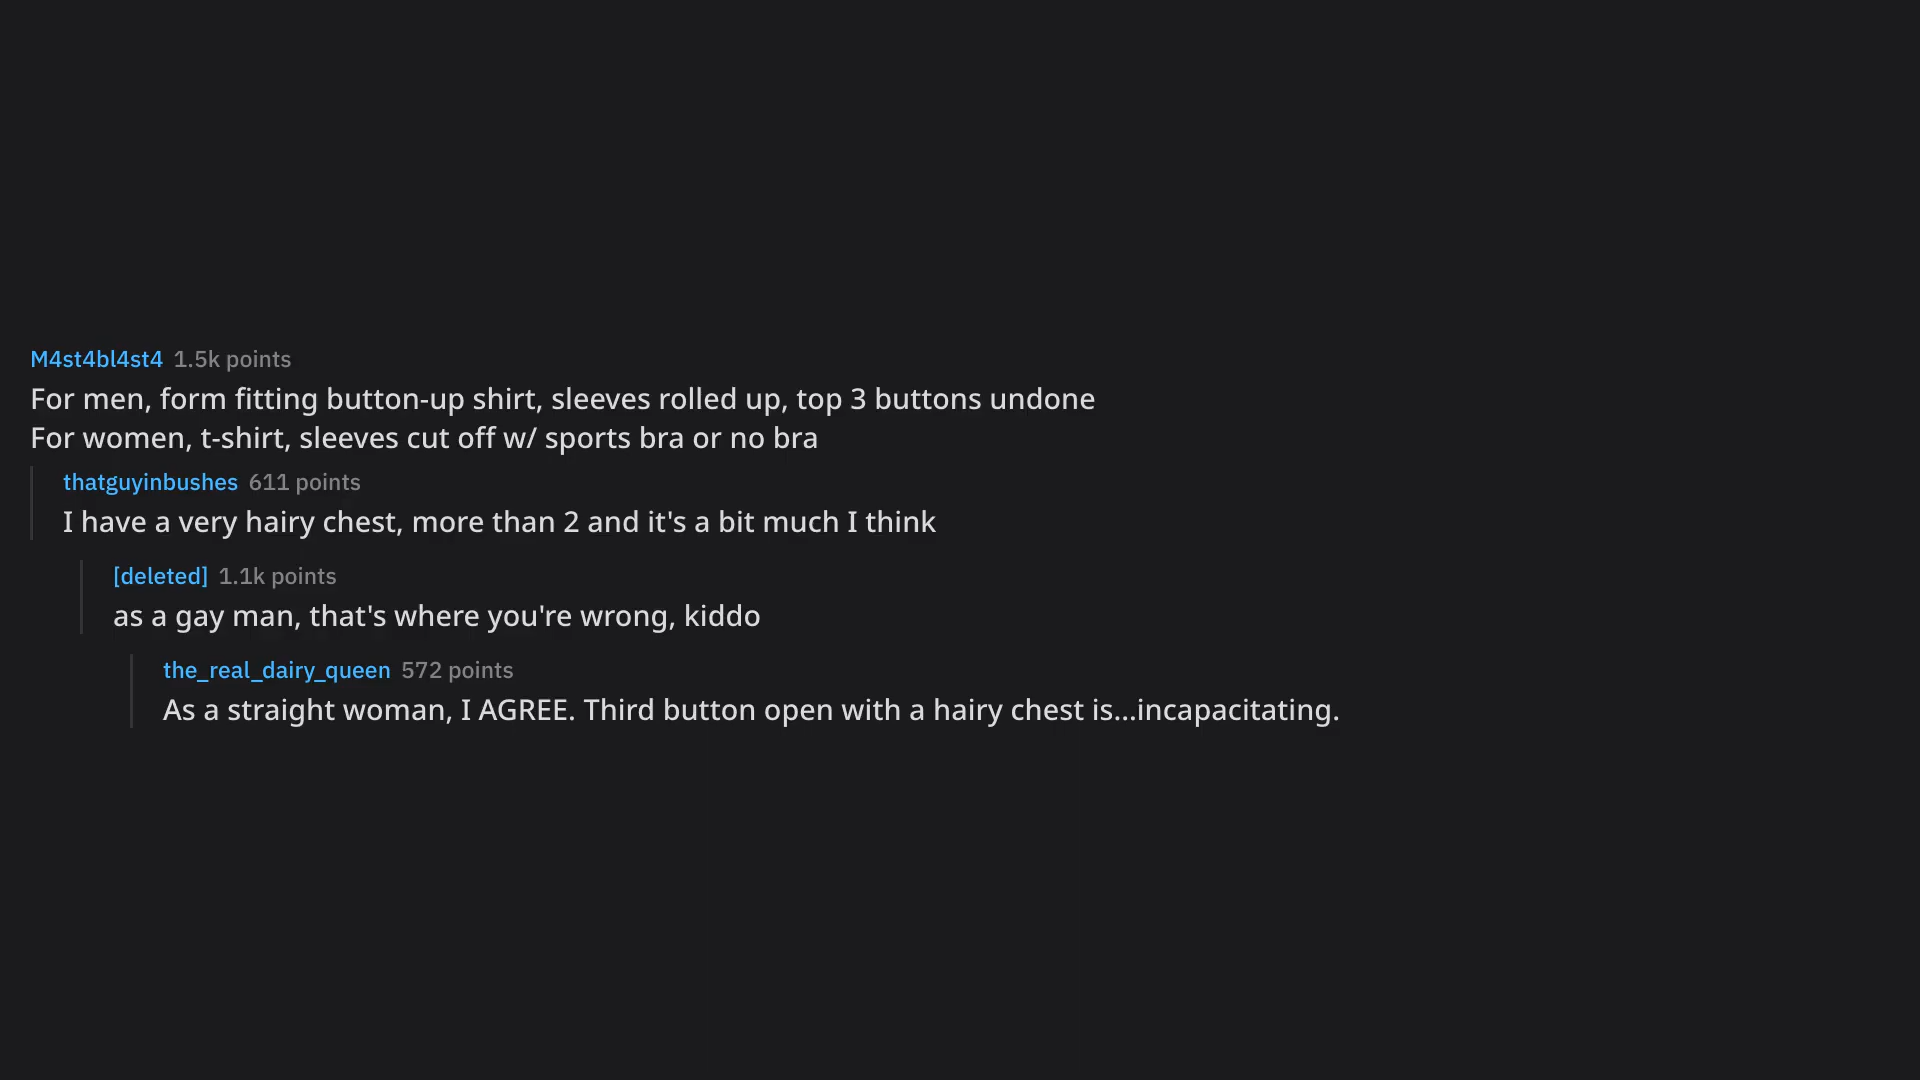 M4st4bl4st4 1.5k points
For men, form fitting button-up shirt, sleeves rolled up, top 3 buttons undone
For women, t-shirt, sleeves cut off w/ sports bra or no bra
thatguyinbushes 611 points
I have a very hairy chest, more than 2 and it's a bit much I think
[deleted] 1.1k points
as a gay man, that's where you're wrong, kiddo
the_real_dairy_queen 572 points
As a straight woman, I AGREE. Third button open with a hairy chest is...incapacitating.